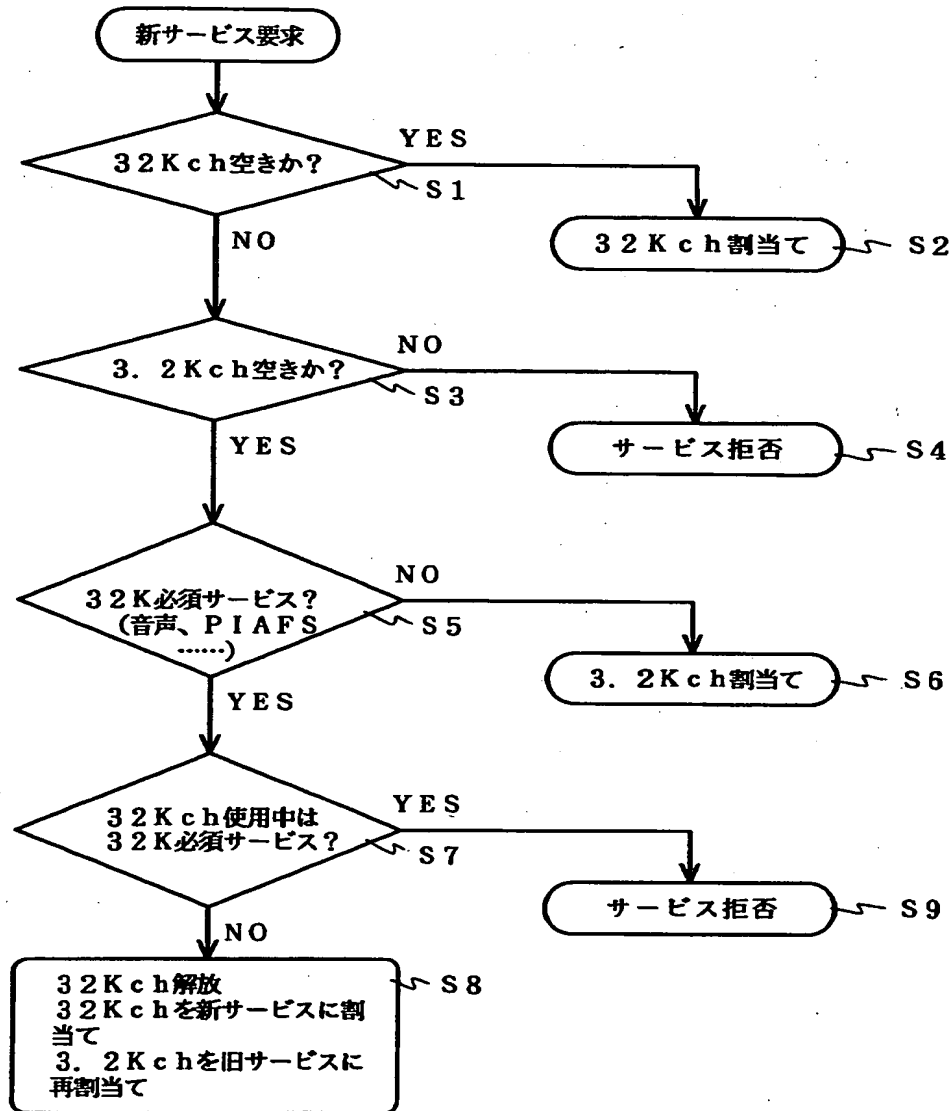 新サービス要求
32Kch空きか?
YES
S1
32Kch割当て
S2
NO
3.2Kch空きか?
NO
S3
サービス拒否
S4
YES
32K必須サービス?
(音声、PIAFS
……)
NO
S5
3.2Kch割当て
S6
YES
32Kch使用中は
32K必須サービス?
YES
S7
サービス拒否
S9
NO
32Kch解放
32Kchを新サービスに割
当て
3.2Kchを旧サービスに
再割当て
S8